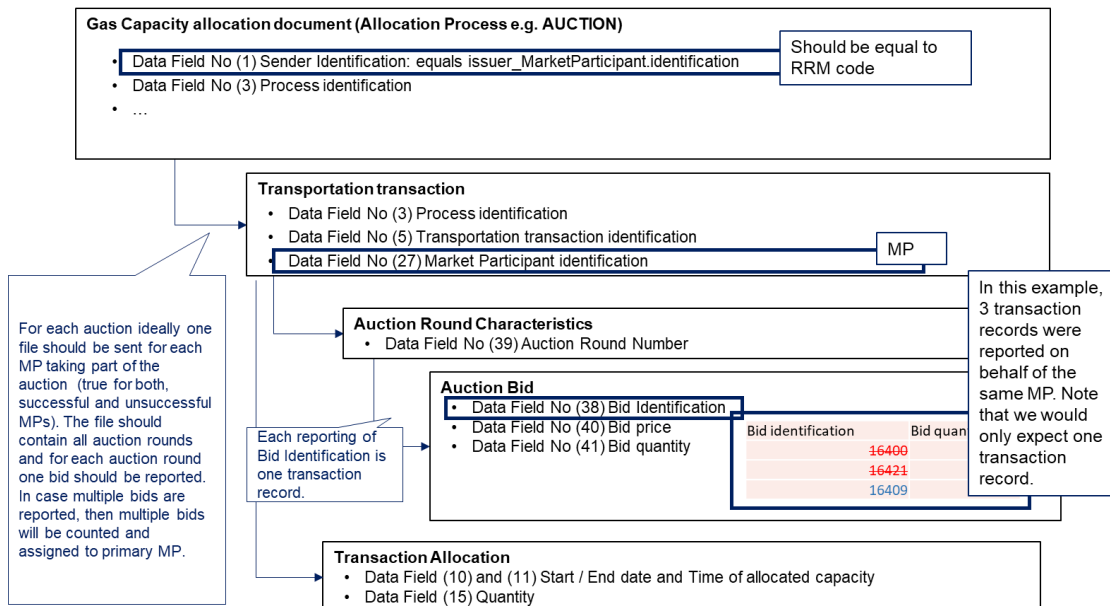 Gas Capacity allocation document (Allocation Process e.g. AUCTION)
• Data Field No (1) Sender Identification: equals issuer_MarketParticipant.identification
• Data Field No (3) Process identification
• ...
Should be equal to
RRM code
Transportation transaction
• Data Field No (3) Process identification
• Data Field No (5) Transportation transaction identification
• Data Field No (27) Market Participant identification
MP
For each auction ideally one
file should be sent for each
MP taking part of the
auction (true for both,
successful and unsuccessful
MPs). The file should
contain all auction rounds
and for each auction round
one bid should be reported.
In case multiple bids are
reported, then multiple bids
will be counted and
assigned to primary MP.
Auction Round Characteristics
• Data Field No (39) Auction Round Number
Each reporting of
Bid Identification is
one transaction
record.
Auction Bid
• Data Field No (38) Bid Identification
• Data Field No (40) Bid price
• Data Field No (41) Bid quantity
Bid identification Bid quan
16400
16421
16409
In this example,
3 transaction
records were
reported on
behalf of the
same MP. Note
that we would
only expect one
transaction
record.
Transaction Allocation
• Data Field (10) and (11) Start / End date and Time of allocated capacity
• Data Field (15) Quantity